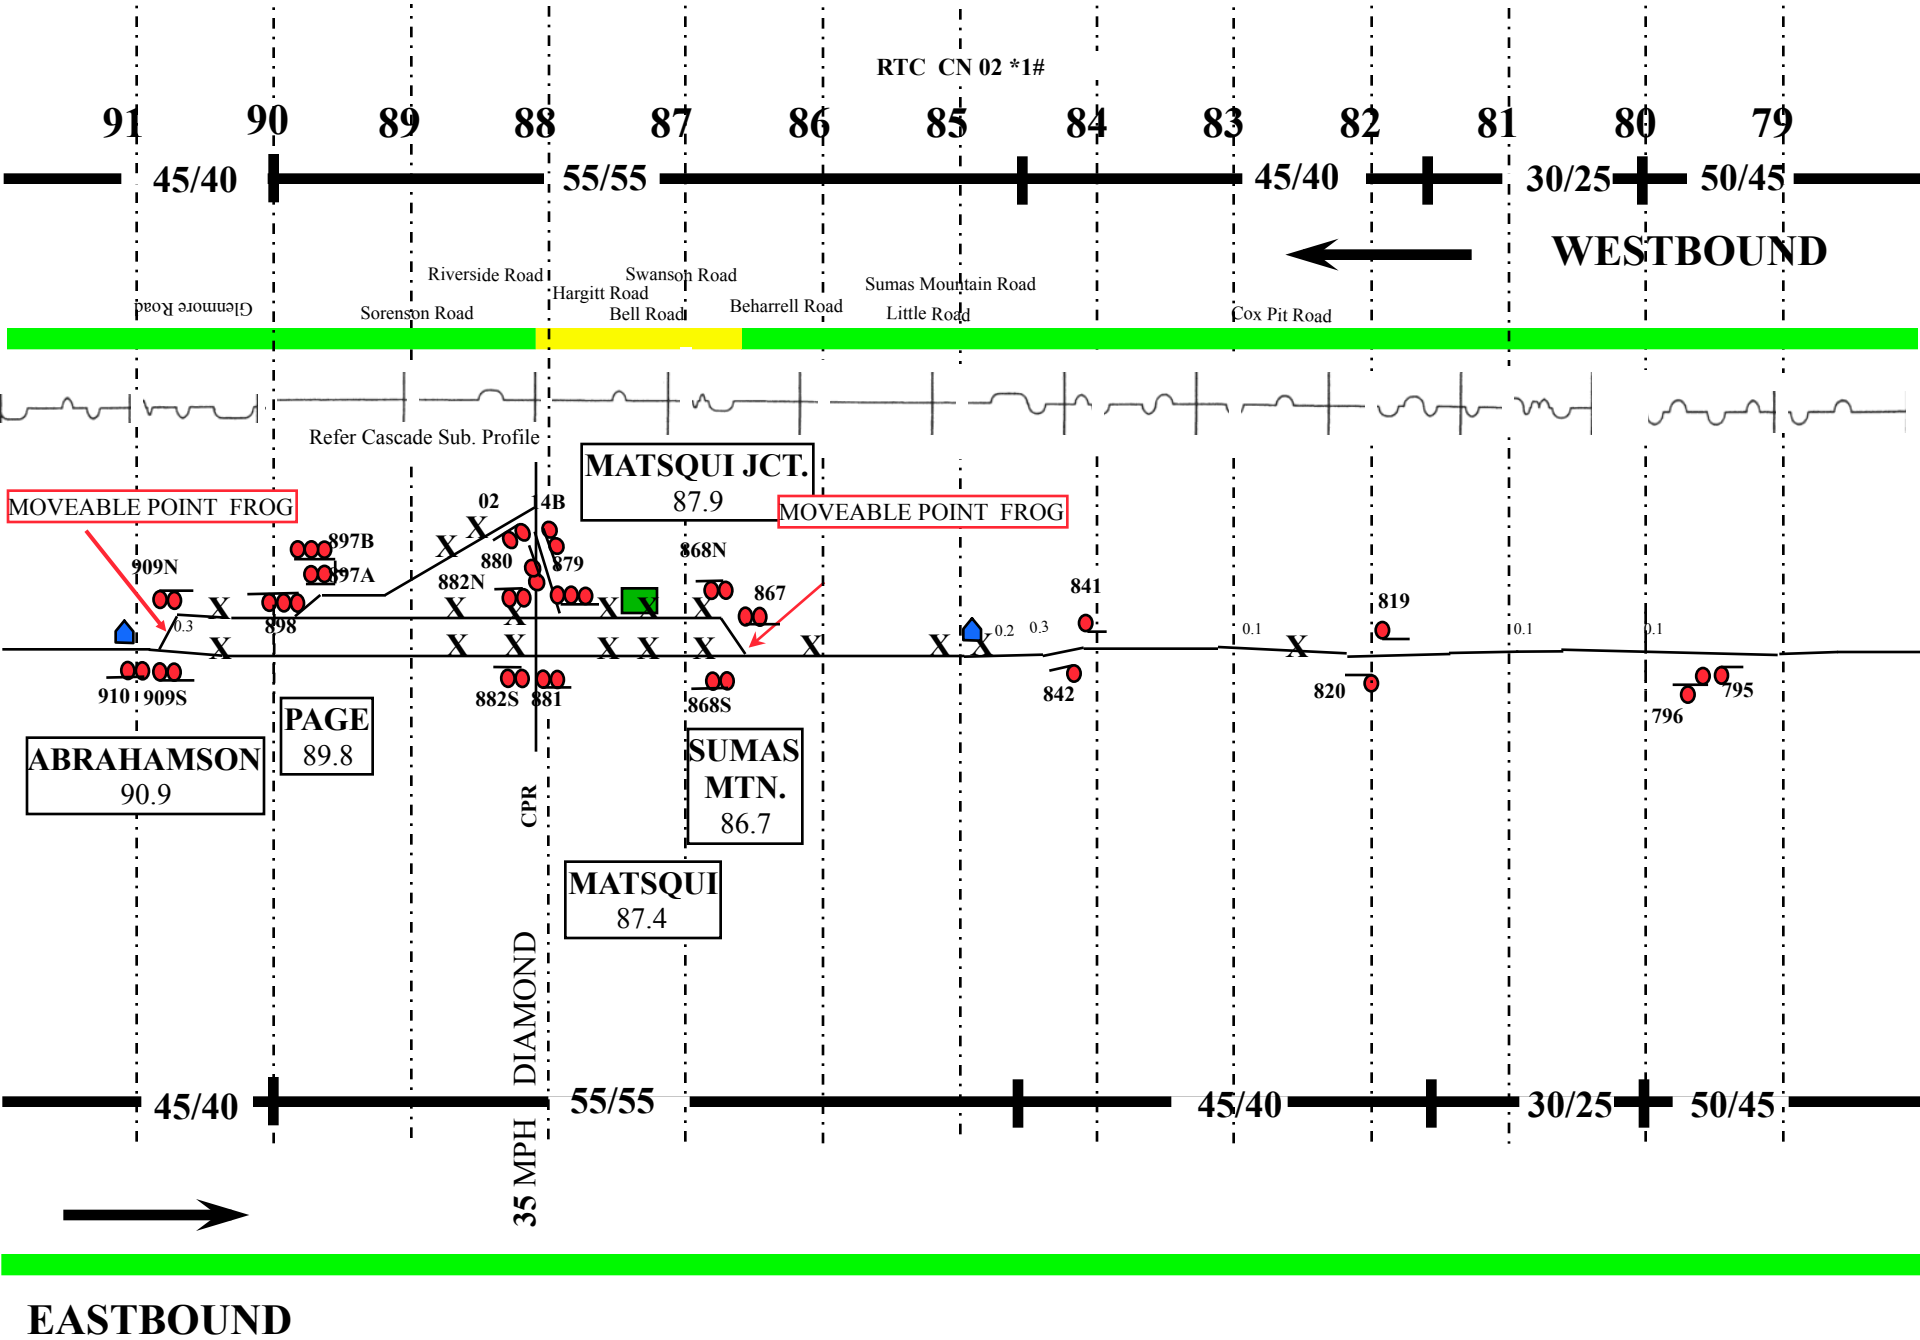 RTC CN 02 *1#
91 90 89 88 87 86 85 84 83 82 81 80 79
45/40 55/55 45/40 30/25 50/45
WESTBOUND
Glenmore Road
Riverside Road
Sorenson Road
Hargitt Road
Swanson Road
Bell Road
Beharrell Road
Sumas Mountain Road
Little Road
Cox Pit Road
Refer Cascade Sub. Profile
MATSQUI JCT.
87.9
MOVEABLE POINT FROG
MOVEABLE POINT FROG
02
14B
897B
897A
909N
880
879
882N
868N
867
841
819
898
0.3
X X X X X X X
X X X X X X X X X X X
0.2
0.3
0.1
0.1
0.1
910
909S
882S
881
868S
842
820
796
795
PAGE
89.8
ABRAHAMSON
90.9
SUMAS
MTN.
86.7
CPR
MATSQUI
87.4
35 MPH DIAMOND
45/40 55/55 45/40 30/25 50/45
EASTBOUND